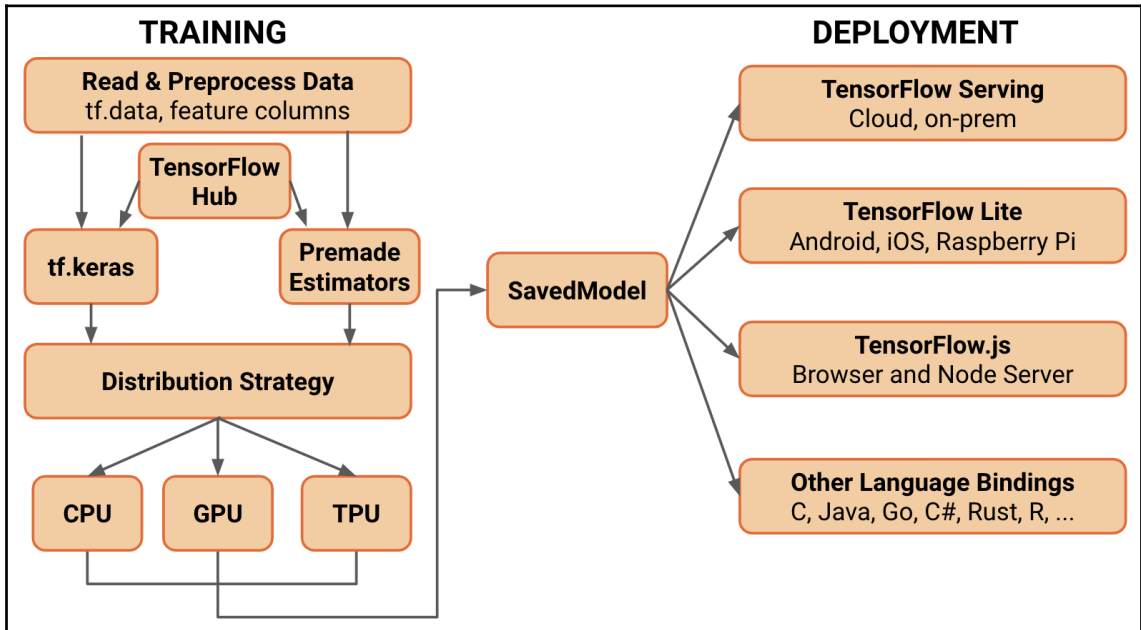 TRAINING
Read & Preprocess Data
tf.data, feature columns
TensorFlow
Hub
tf.keras
Premade
Estimators
Distribution Strategy
CPU
GPU
TPU
SavedModel
DEPLOYMENT
TensorFlow Serving
Cloud, on-prem
TensorFlow Lite
Android, iOS, Raspberry Pi
TensorFlow.js
Browser and Node Server
Other Language Bindings
C, Java, Go, C#, Rust, R, ...